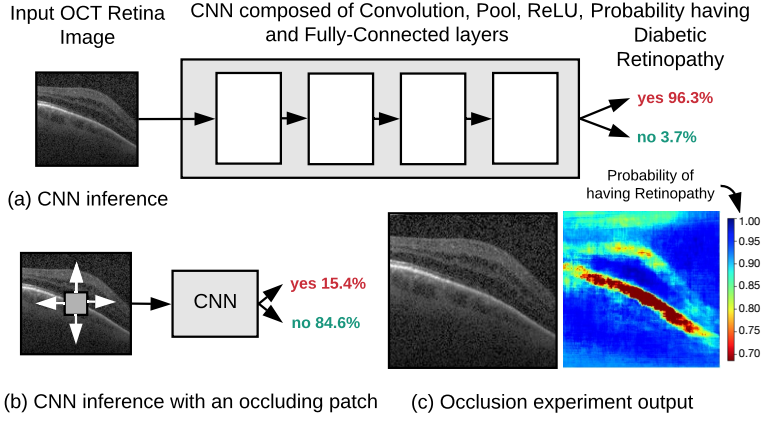 Input OCT Retina
Image
CNN composed of Convolution, Pool, ReLU,
and Fully-Connected layers
Probability having
Diabetic
Retinopathy
yes 96.3%
no 3.7%
(a) CNN inference
Probability of
having Retinopathy
CNN
yes 15.4%
no 84.6%
1.00
0.95
0.90
0.85
0.80
0.75
0.70
(b) CNN inference with an occluding patch
(c) Occlusion experiment output